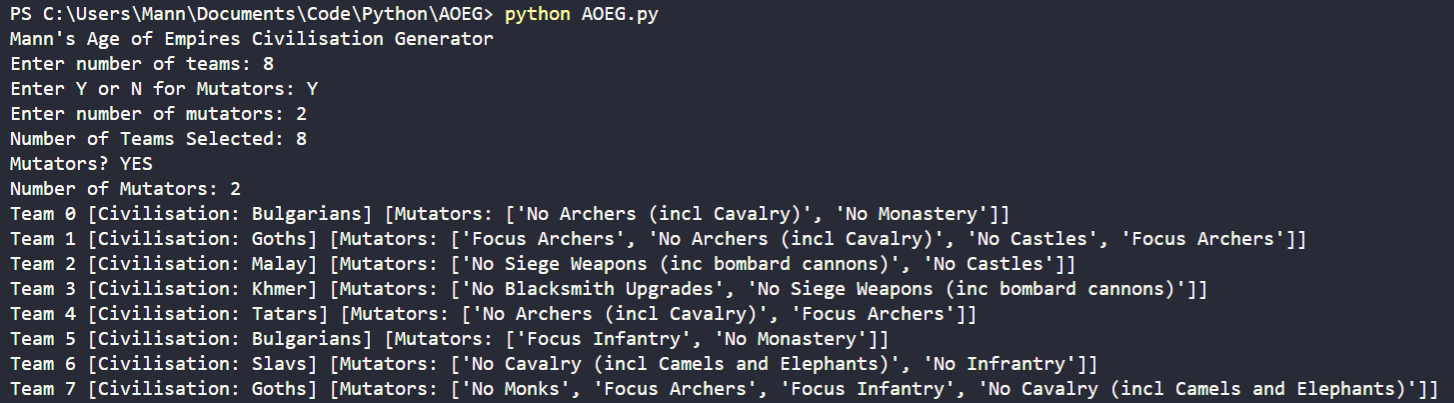 PS C:\Users\Mann\Documents\Code\Python\AOEG> python AOEG.py
Mann's Age of Empires Civilisation Generator
Enter number of teams: 8
Enter Y or N for Mutators: Y
Enter number of mutators: 2
Number of Teams Selected: 8
Mutators? YES
Number of Mutators: 2
Team 0 [Civilisation: Bulgarians] [Mutators: ['No Archers (incl Cavalry)', 'No Monastery']]
Team 1 [Civilisation: Goths] [Mutators: ['Focus Archers', 'No Archers (incl Cavalry)', 'No Castles', 'Focus Archers']]
Team 2 [Civilisation: Malay] [Mutators: ['No Siege Weapons (inc bombard cannons)', 'No Castles']]
Team 3 [Civilisation: Khmer] [Mutators: ['No Blacksmith Upgrades', 'No Siege Weapons (inc bombard cannons)']]
Team 4 [Civilisation: Tatars] [Mutators: ['No Archers (incl Cavalry)', 'Focus Archers']]
Team 5 [Civilisation: Bulgarians] [Mutators: ['Focus Infantry', 'No Monastery']]
Team 6 [Civilisation: Slavs] [Mutators: ['No Cavalry (incl Camels and Elephants)', 'No Infrantry']]
Team 7 [Civilisation: Goths] [Mutators: ['No Monks', 'Focus Archers', 'Focus Infantry', 'No Cavalry (incl Camels and Elephants)']]